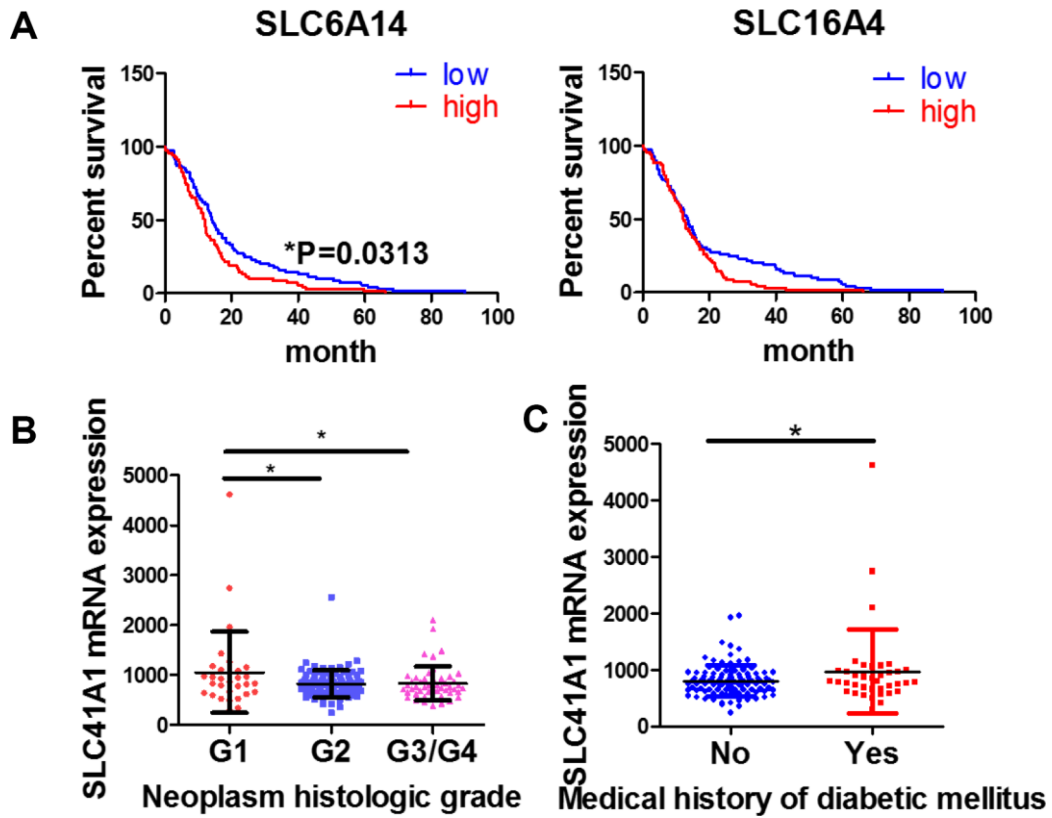 A
SLC6A14
SLC16A4
Percent survival
150
100
50
0
low
high
*P=0.0313
0 20 40 60 80 100
month
Percent survival
150
100
50
0
low
high
0 20 40 60 80 100
month
B
SLC41A1 mRNA expression
5000
4000
3000
2000
1000
0
*
*
G1 G2 G3/G4
Neoplasm histologic grade
C
SLC41A1 mRNA expression
5000
4000
3000
2000
1000
0
*
No Yes
Medical history of diabetic mellitus